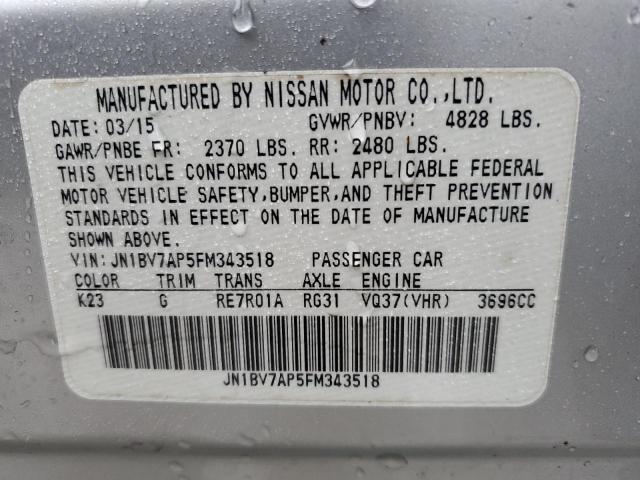 MANUFACTURED BY NISSAN MOTOR CO.,LTD.
DATE: 03/15 GVWR/PNBV: 4828 LBS.
GAWR/PNBE FR: 2370 LBS. RR: 2480 LBS.
THIS VEHICLE CONFORMS TO ALL APPLICABLE FEDERAL
MOTOR VEHICLE SAFETY,BUMPER,AND THEFT PREVENTION
STANDARDS IN EFFECT ON THE DATE OF MANUFACTURE
SHOWN ABOVE.
VIN:JN1BV7AP5FM343518 PASSENGER CAR
COLOR TRIM TRANS AXLE ENGINE
K23 G RE7R01A RG31 VQ37(VHR) 3696CC
JN1BV7AP5FM343518